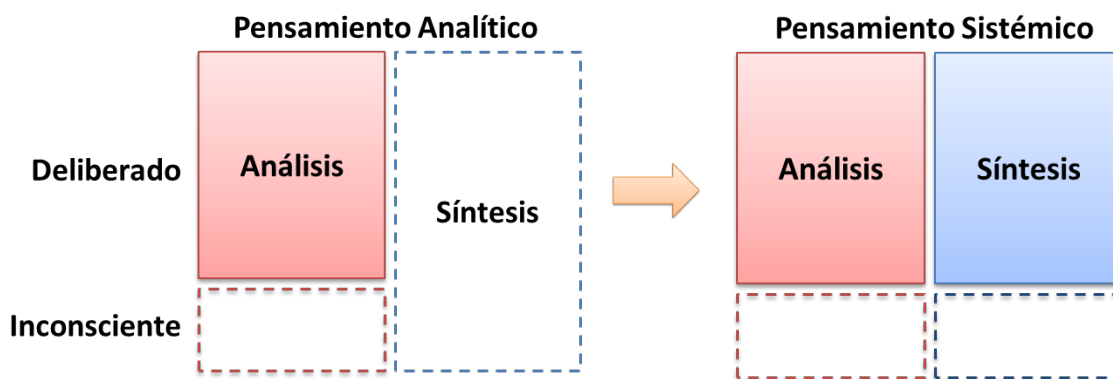 Pensamiento Analítico
Pensamiento Sistémico
Deliberado
Análisis
Síntesis
Análisis
Síntesis
Inconsciente